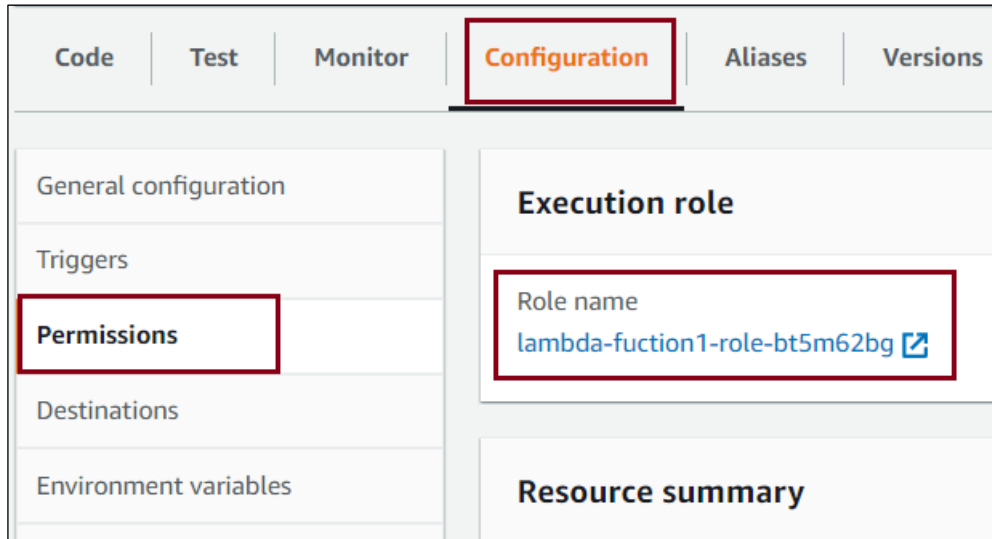 Code Test Monitor Configuration Aliases Versions
General configuration
Triggers
Permissions
Destinations
Environment variables
Execution role
Role name
lambda-fuction1-role-bt5m62bg
Resource summary